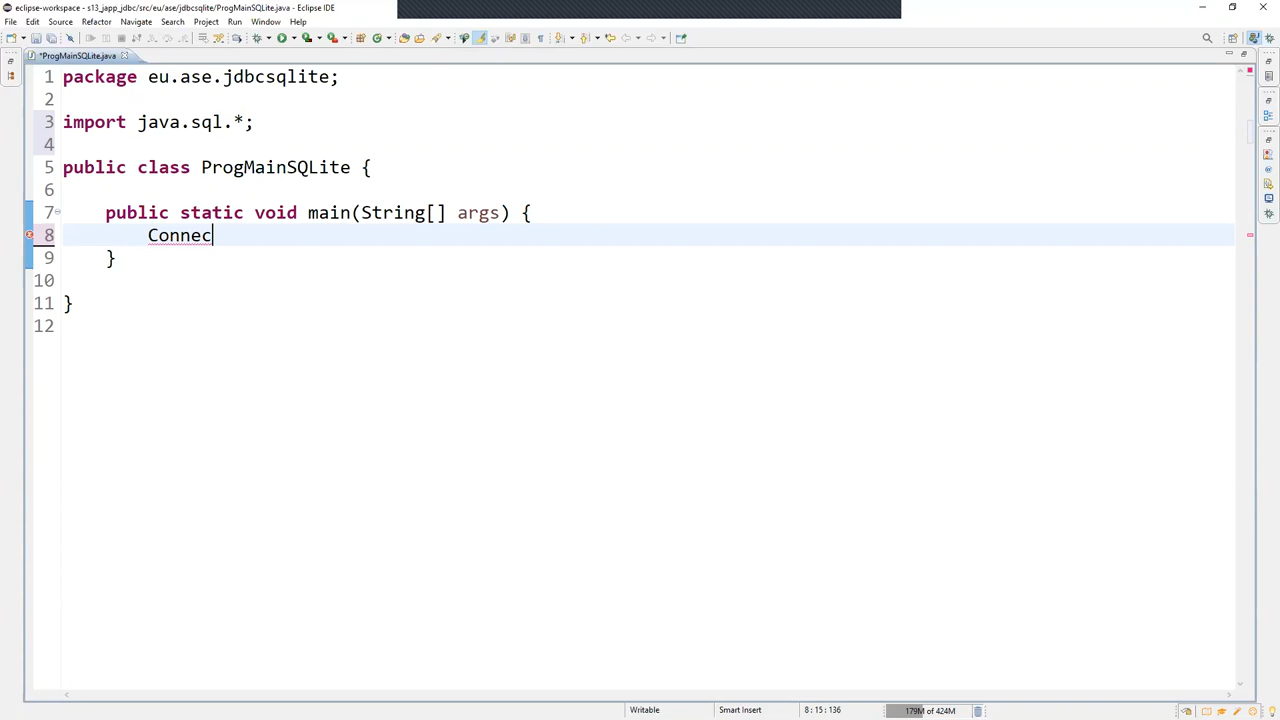 eclipse-workspace - s13_japp_jdbc/src/eu/ase/jdbcsqlite/ProgMainSQLite.java - Eclipse IDE
File Edit Source Refactor Navigate Search Project Run Window Help
*ProgMainSQLite.java
1 package eu.ase.jdbcsqlite;
2
3 import java.sql.*;
4
5 public class ProgMainSQLite {
6
7 public static void main(String[] args) {
8 Connec
9 }
10
11 }
12
Writable Smart Insert 8 : 15 : 136 179M of 424M